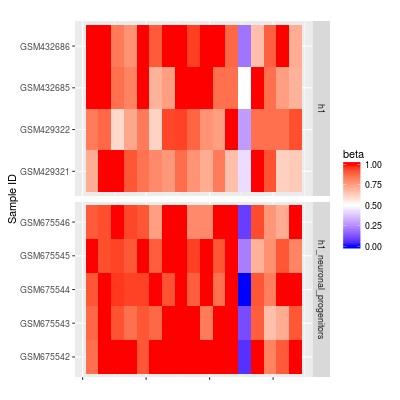 Sample ID
GSM432686
GSM432685
GSM429322
GSM429321
h1
GSM675546
GSM675545
GSM675544
GSM675543
GSM675542
h1_neuronal_progenitors
beta
1.00
0.75
0.50
0.25
0.00